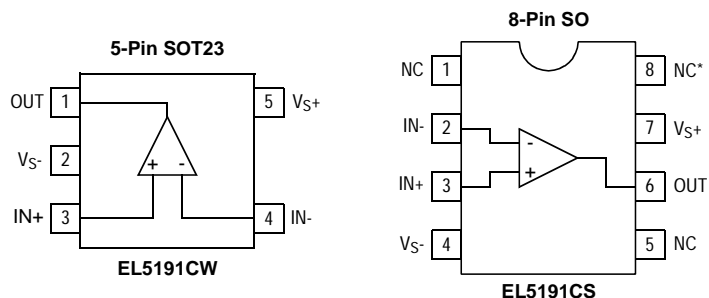 5-Pin SOT23
OUT 1
5 VS+
VS- 2
+ -
IN+ 3
4 IN-
EL5191CW
8-Pin SO
NC 1
8 NC*
IN- 2
7 VS+
-
+
IN+ 3
6 OUT
VS- 4
5 NC
EL5191CS